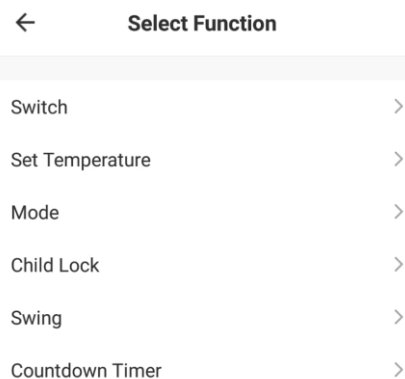 Select Function
Switch
Set Temperature
Mode
Child Lock
Swing
Countdown Timer